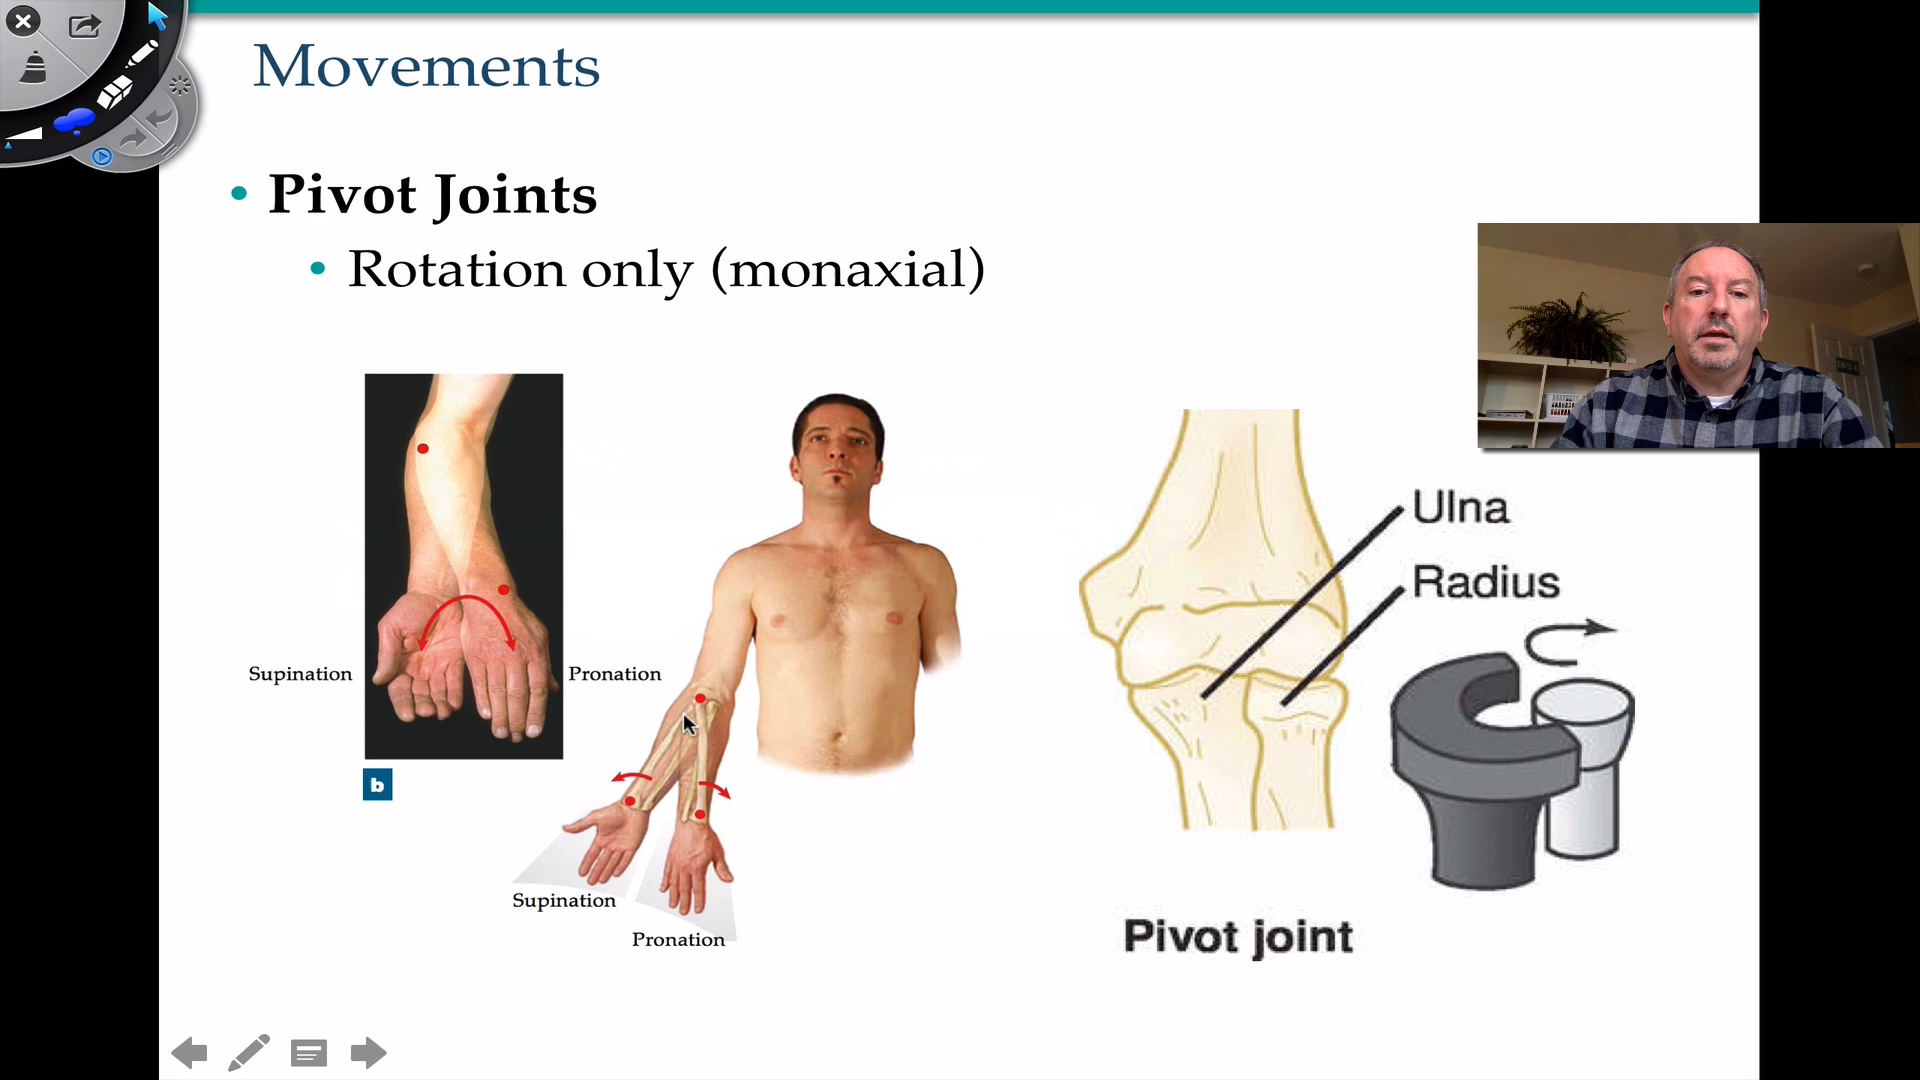 Movements
• Pivot Joints
• Rotation only (monaxial)
Supination
Pronation
b
Supination
Pronation
Ulna
Radius
Pivot joint